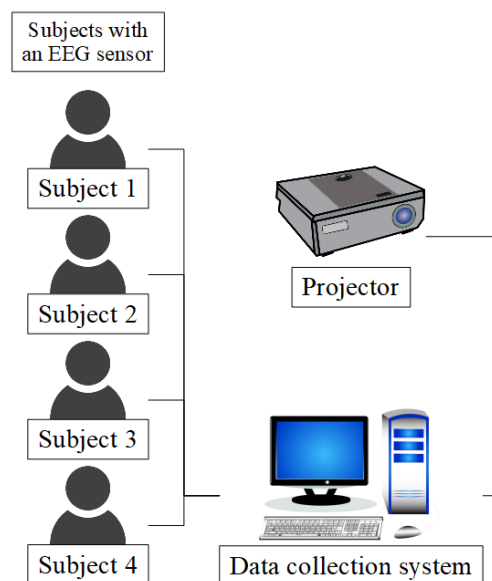 Subjects with
an EEG sensor
Subject 1
Subject 2
Subject 3
Subject 4
Projector
Data collection system